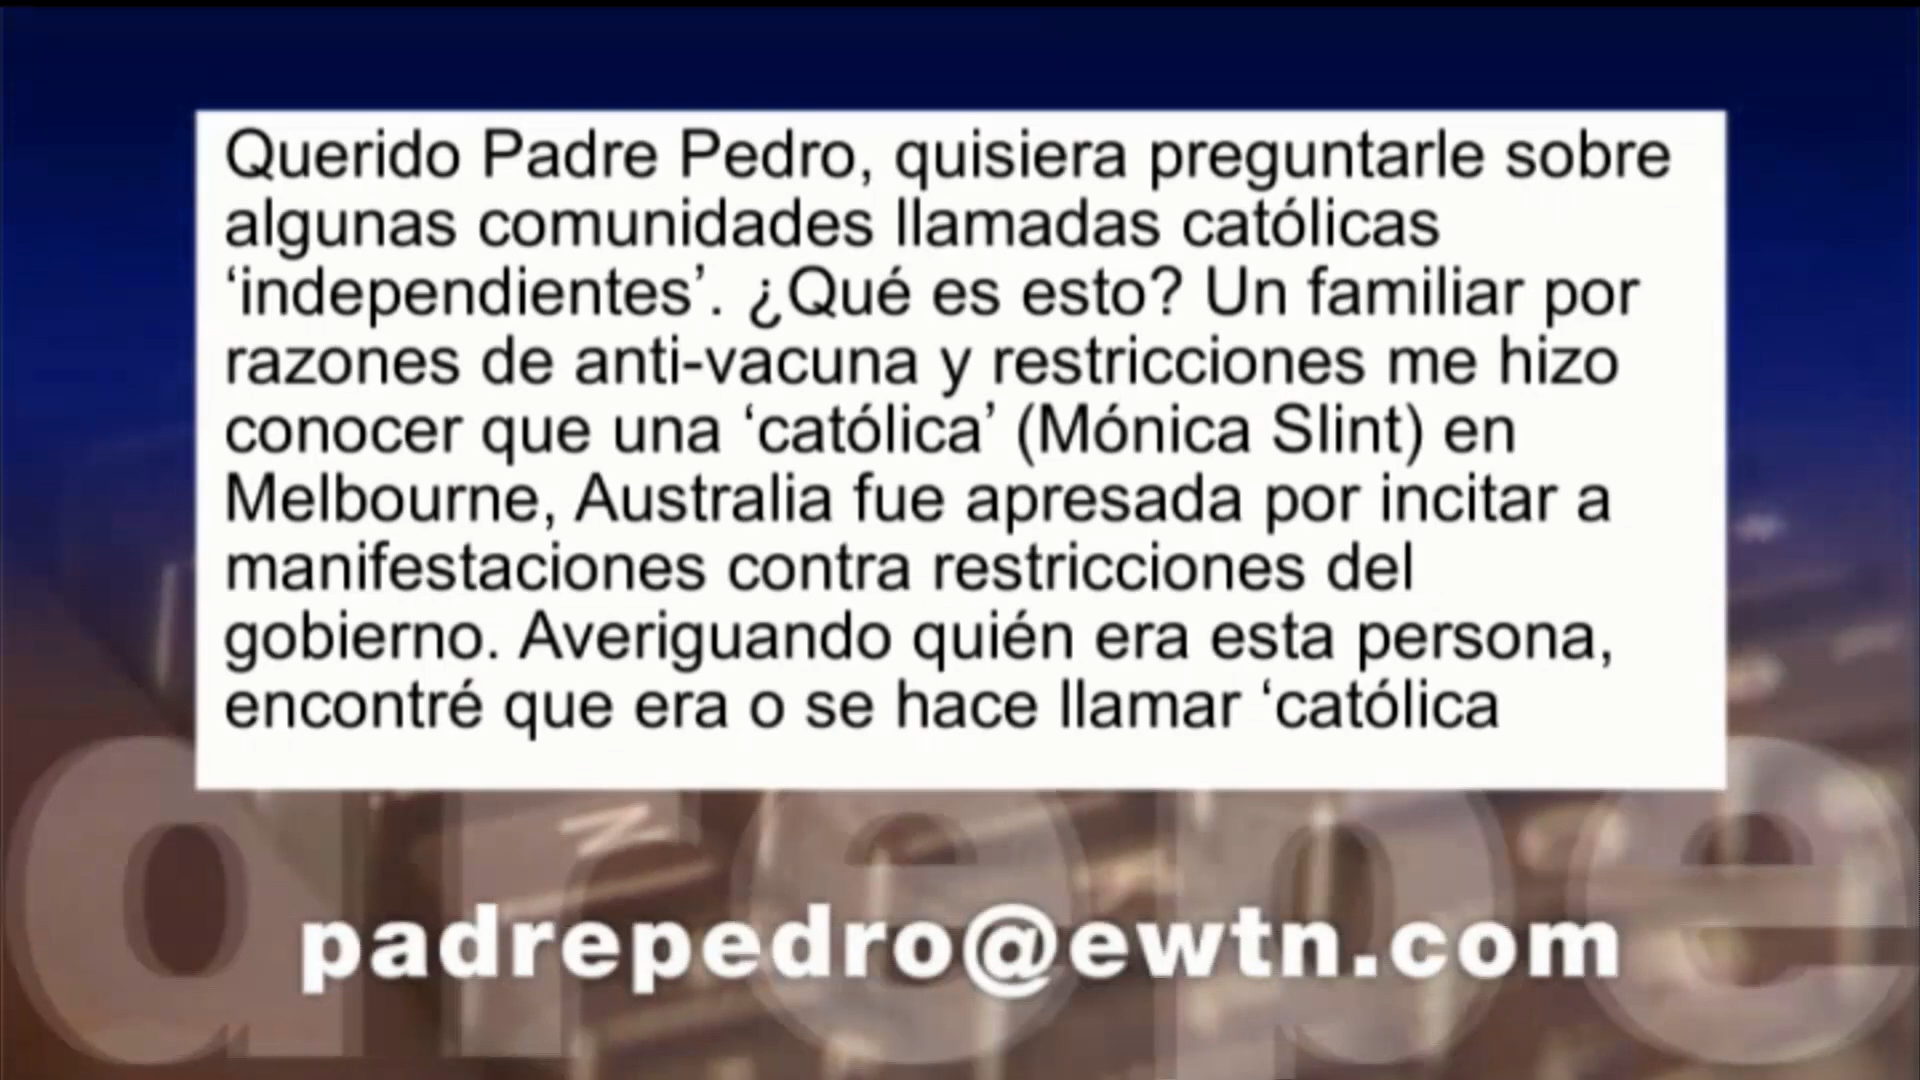 Querido Padre Pedro, quisiera preguntarle sobre
algunas comunidades llamadas católicas
‘independientes’. ¿Qué es esto? Un familiar por
razones de anti-vacuna y restricciones me hizo
conocer que una ‘católica’ (Mónica Slint) en
Melbourne, Australia fue apresada por incitar a
manifestaciones contra restricciones del
gobierno. Averiguando quién era esta persona,
encontré que era o se hace llamar ‘católica
arepe
padrepedro@ewtn.com